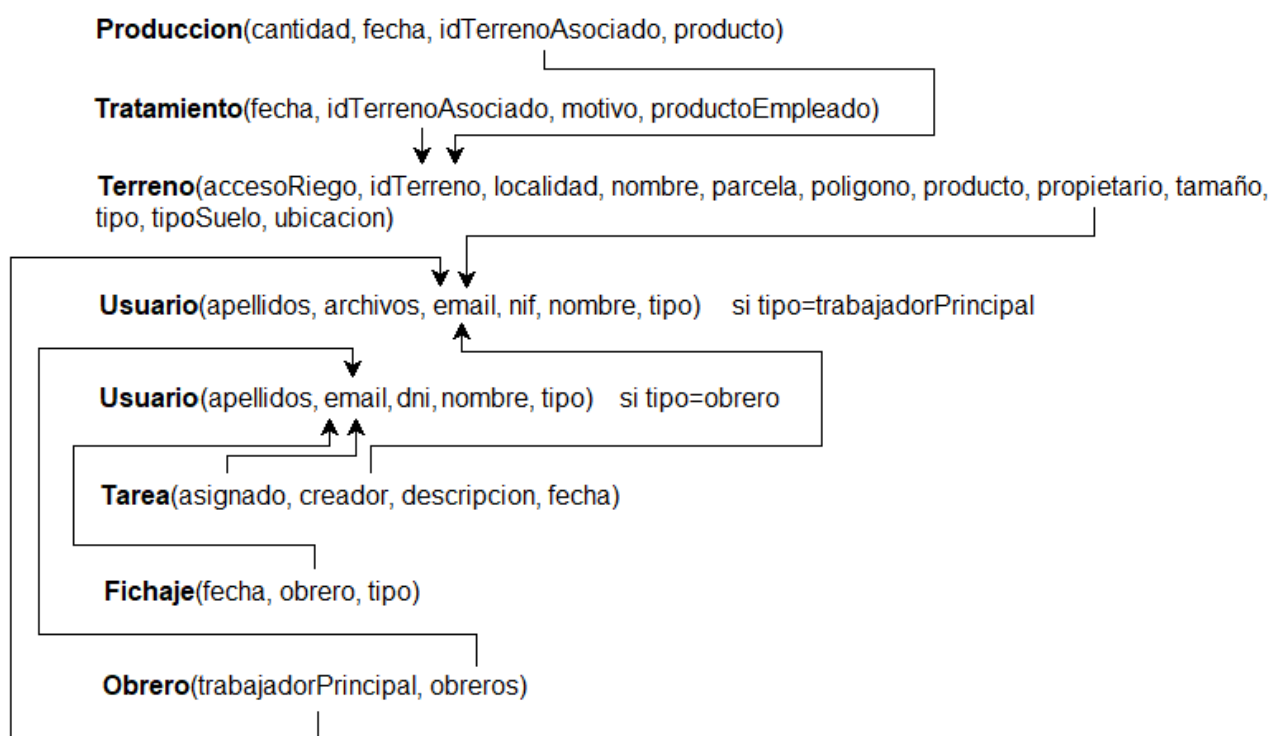 Produccion(cantidad, fecha, idTerrenoAsociado, producto)
Tratamiento(fecha, idTerrenoAsociado, motivo, productoEmpleado)
Terreno(accesoRiego, idTerreno, localidad, nombre, parcela, poligono, producto, propietario, tamaño,
tipo, tipoSuelo, ubicacion)
Usuario(apellidos, archivos, email, nif, nombre, tipo) si tipo=trabajadorPrincipal
Usuario(apellidos, email, dni, nombre, tipo) si tipo=obrero
Tarea(asignado, creador, descripcion, fecha)
Fichaje(fecha, obrero, tipo)
Obrero(trabajadorPrincipal, obreros)